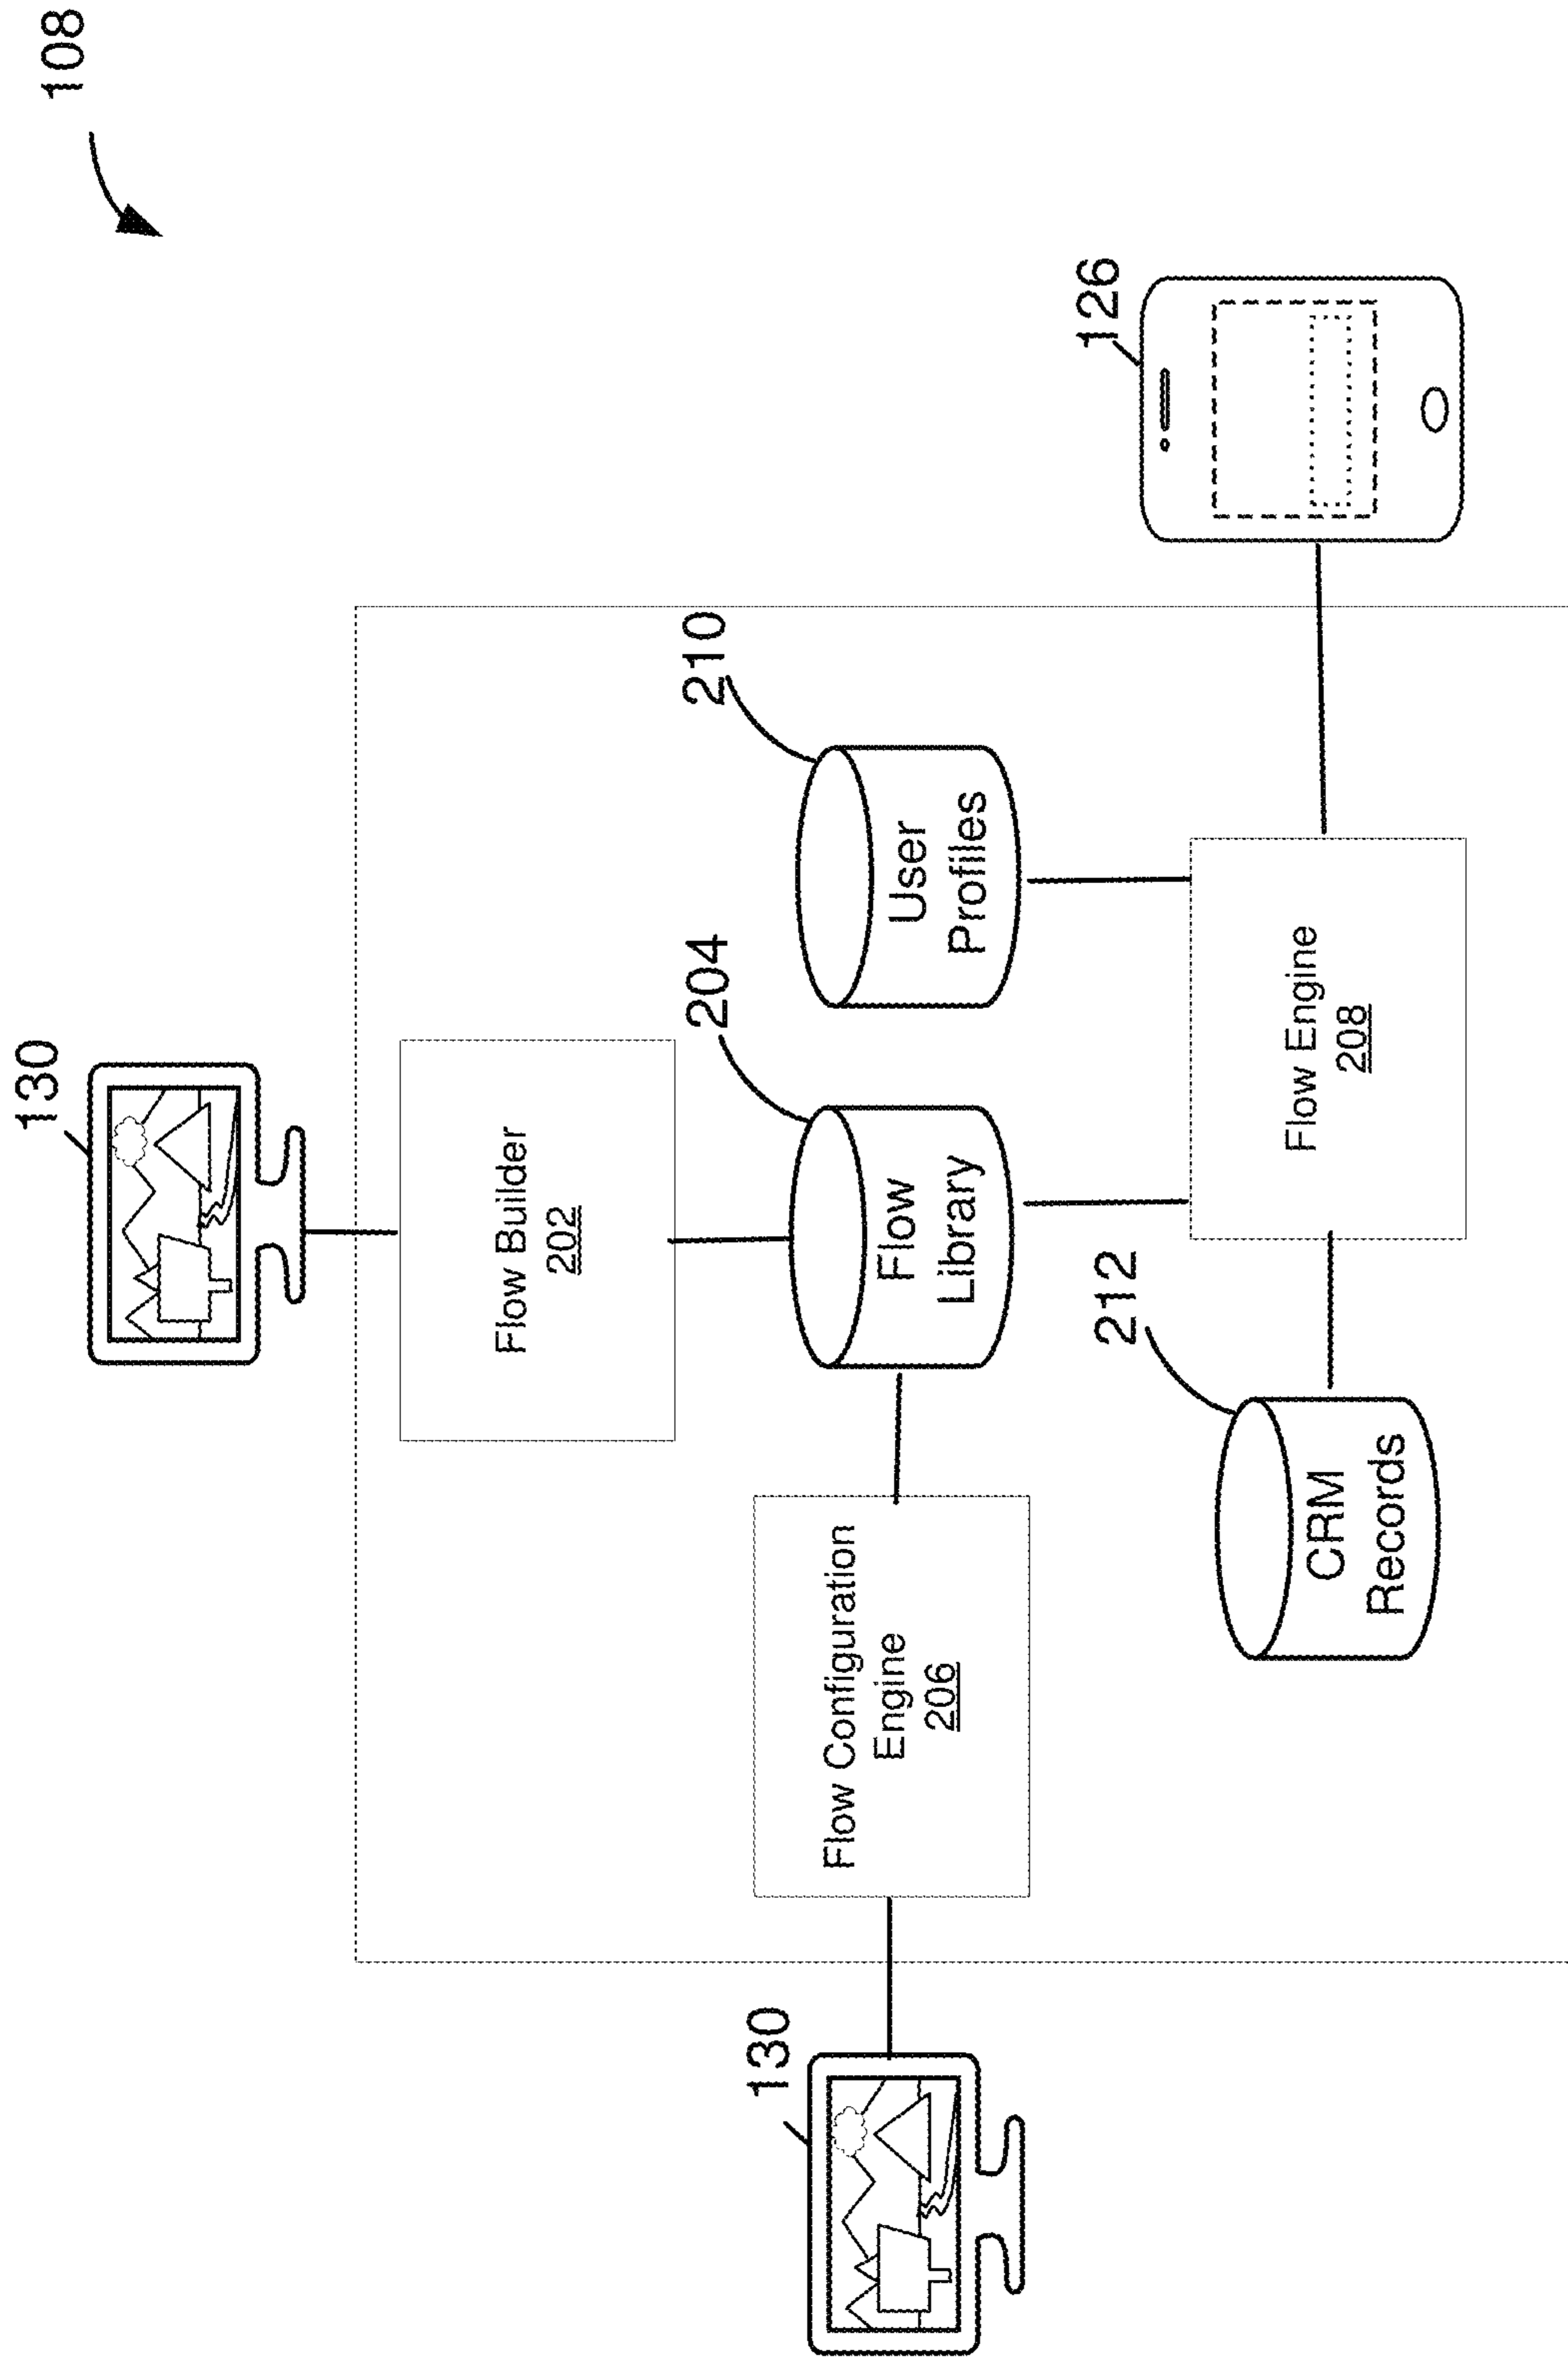 108
130
Flow Builder
202
204
210
Flow
Library
User
Profiles
130
Flow Configuration
Engine
206
212
CRM
Records
Flow Engine
208
126